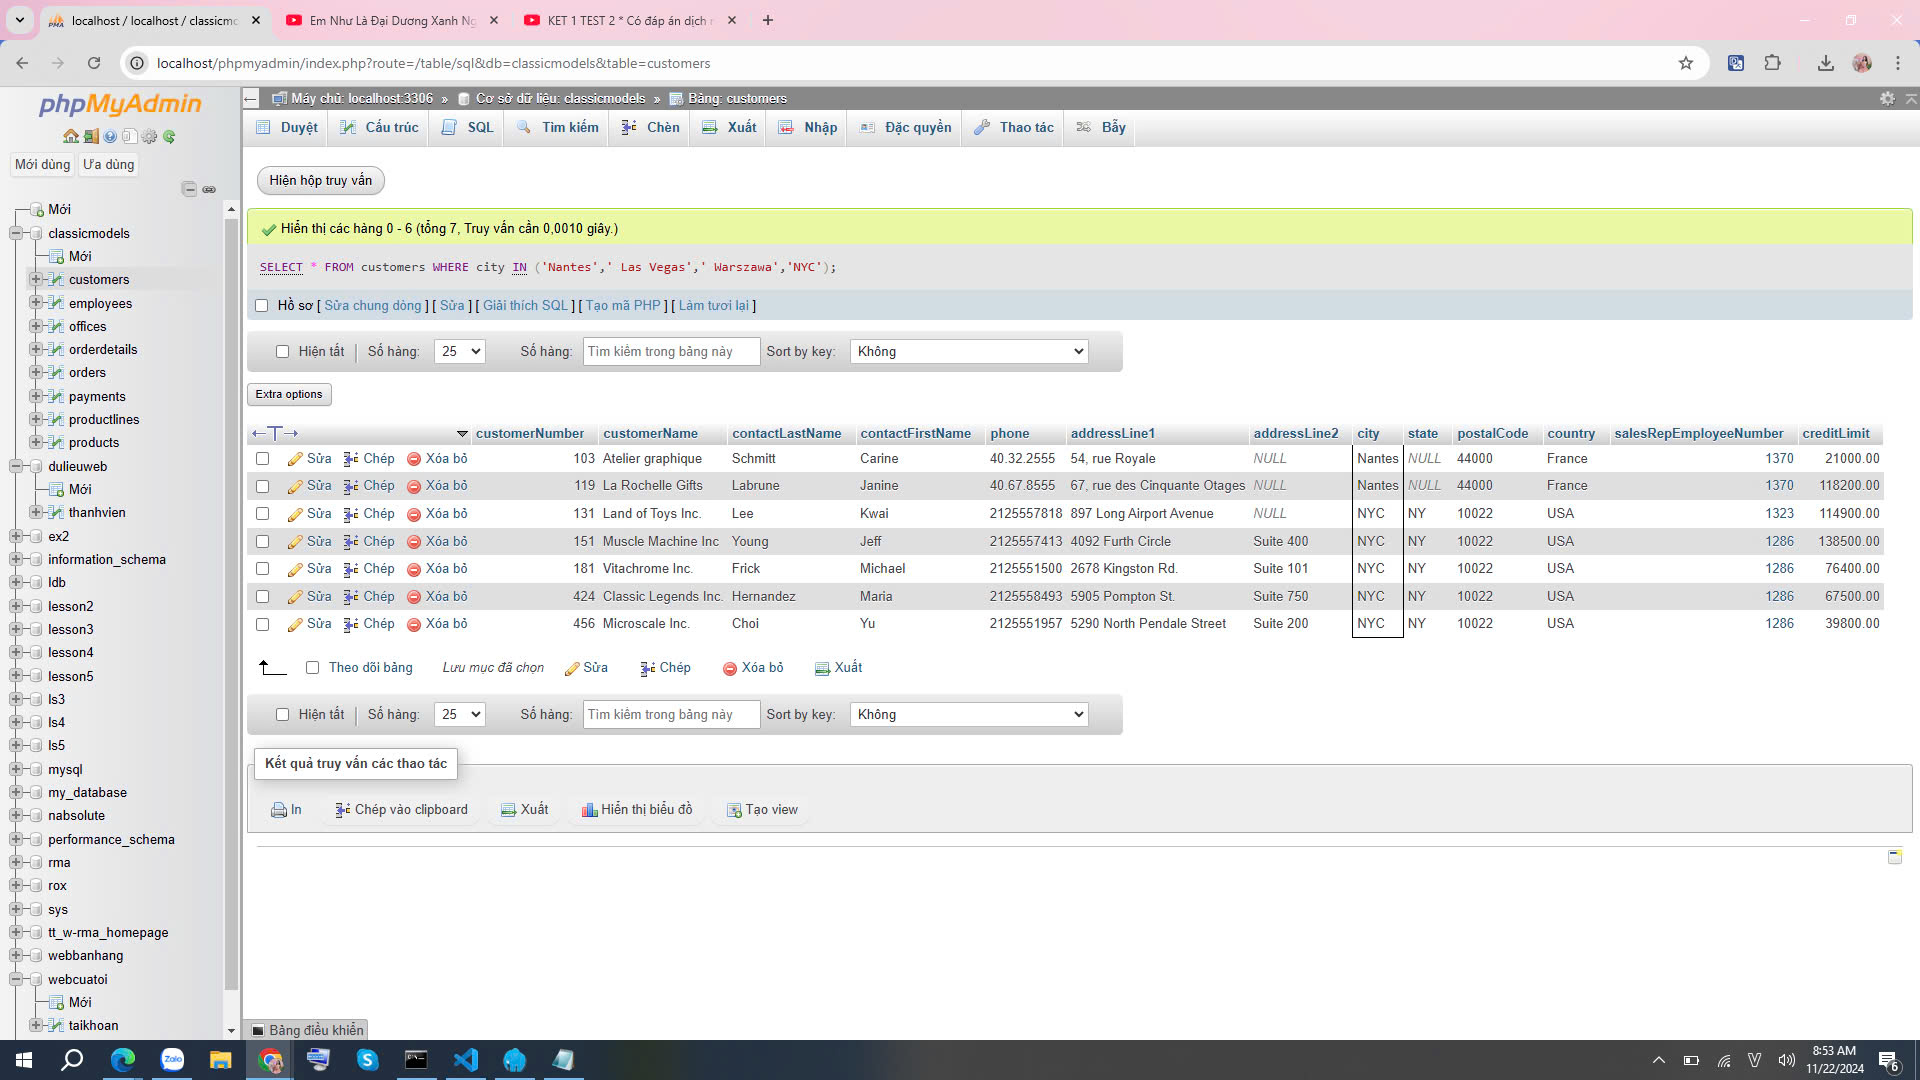 localhost / localhost / classicmo
Em Như Là Đại Dương Xanh Ng
KET 1 TEST 2 * Có đáp án dịch
localhost/phpmyadmin/index.php?route=/table/sql&db=classicmodels&table=customers
phpMyAdmin
Mới dùng Ưa dùng
Mới
classicmodels
Mới
customers
employees
offices
orderdetails
orders
payments
productlines
products
dulieuweb
Mới
thanhvien
ex2
information_schema
ldb
lesson2
lesson3
lesson4
lesson5
ls3
ls4
ls5
mysql
my_database
nabsolute
performance_schema
rma
rox
sys
tt_w-rma_homepage
webbanhang
webcuatoi
Mới
taikhoan
Máy chủ: localhost:3306 » Cơ sở dữ liệu: classicmodels » Bảng: customers
Duyệt Cấu trúc SQL Tìm kiếm Chèn Xuất Nhập Đặc quyền Thao tác Bẫy
Hiện hộp truy vấn
Hiển thị các hàng 0 - 6 (tổng 7, Truy vấn cần 0,0010 giây.)
SELECT * FROM customers WHERE city IN ('Nantes',' Las Vegas',' Warszawa','NYC');
Hồ sơ [ Sửa chung dòng ] [ Sửa ] [ Giải thích SQL ] [ Tạo mã PHP ] [ Làm tươi lại ]
Hiện tất Số hàng: 25 Số hàng: Tìm kiếm trong bảng này Sort by key: Không
Extra options
customerNumber customerName contactLastName contactFirstName phone addressLine1 addressLine2 city state postalCode country salesRepEmployeeNumber creditLimit
Sửa Chép Xóa bỏ 103 Atelier graphique Schmitt Carine 40.32.2555 54, rue Royale NULL Nantes NULL 44000 France 1370 21000.00
Sửa Chép Xóa bỏ 119 La Rochelle Gifts Labrune Janine 40.67.8555 67, rue des Cinquante Otages NULL Nantes NULL 44000 France 1370 118200.00
Sửa Chép Xóa bỏ 131 Land of Toys Inc. Lee Kwai 2125557818 897 Long Airport Avenue NULL NYC NY 10022 USA 1323 114900.00
Sửa Chép Xóa bỏ 151 Muscle Machine Inc Young Jeff 2125557413 4092 Furth Circle Suite 400 NYC NY 10022 USA 1286 138500.00
Sửa Chép Xóa bỏ 181 Vitachrome Inc. Frick Michael 2125551500 2678 Kingston Rd. Suite 101 NYC NY 10022 USA 1286 76400.00
Sửa Chép Xóa bỏ 424 Classic Legends Inc. Hernandez Maria 2125558493 5905 Pompton St. Suite 750 NYC NY 10022 USA 1286 67500.00
Sửa Chép Xóa bỏ 456 Microscale Inc. Choi Yu 2125551957 5290 North Pendale Street Suite 200 NYC NY 10022 USA 1286 39800.00
Theo dõi bảng Lưu mục đã chọn Sửa Chép Xóa bỏ Xuất
Hiện tất Số hàng: 25 Số hàng: Tìm kiếm trong bảng này Sort by key: Không
Kết quả truy vấn các thao tác
In Chép vào clipboard Xuất Hiển thị biểu đồ Tạo view
Bảng điều khiển
Zalo
8:53 AM
11/22/2024
6